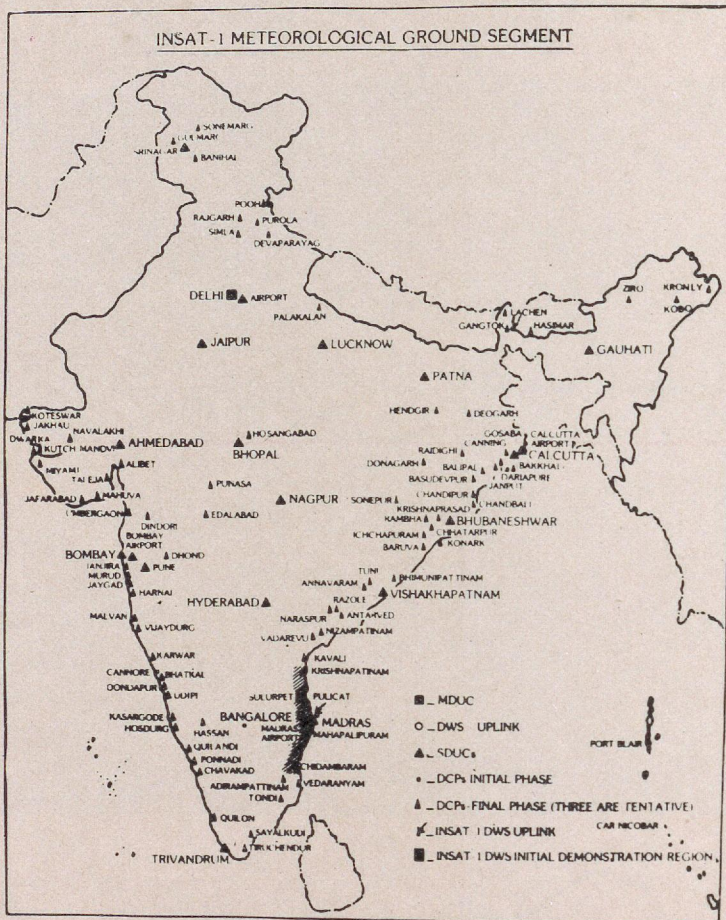 INSAT-1 METEOROLOGICAL GROUND SEGMENT
SONEMARG
GULMARG
SRINAGAR
BANIHAL
POOH
RAJGARH
PUROLA
SIMLA
DEVAPARAYAG
DELHI
AIRPORT
PALAKALAN
ZIRO
KRONLY
KOBO
LACHEN
GANGTOK
HASIMAR
JAIPUR
LUCKNOW
GAUHATI
PATNA
HENDGIR
DEOGARH
KOTESWAR
JAKHAU
NAVALAKHI
DWARKA
KUTCH MANDVI
AHMEDABAD
HOSANGABAD
BHOPAL
GOSABA
CALCUTTA
CANNING
AIRPORT
RAIDIGHI
CALCUTTA
MIYAMI
ALIBET
DONAGARH
BALIPAL
BAKKHALI
TALEJA
BASUDEVPUR
DARIAPURE
JANPUT
PUNASA
JAFARABAD
MAHUVA
NAGPUR
SONEPUR
CHANDIPUR
CHANDBALI
KRISHNAPRASAD
UMBERGAON
DINDORI
EDALABAD
RAMBHA
BHUBANESHWAR
CHHATARPUR
BOMBAY
AIRPORT
ICHCHAPURAM
KONARK
BOMBAY
DHOND
BARUVA
JANJIRA
PUNE
MURUD
JAYGAD
TUNI
BHIMUNIPATTINAM
ANNAVARAM
HARNAI
HYDERABAD
RAZOLE
VISHAKHAPATNAM
MALVAN
NARASPUR
ANTARVED
VIJAYDURG
NIZAMPATINAM
VADAREVU
KARWAR
KAVALI
CANNORE
BHATKAL
KRISHNAPATINAM
DONDAPUR
UDIPI
SULURPET
PULICAT
KASARGODE
BANGALORE
MADRAS
HOSDURG
HASSAN
MADRAS
AIRPORT
MAHAPALIPURAM
QUILANDI
PONNADI
CHAVAKAD
CHIDAMBARAM
ADIRAMPATTINAM
VEDARANYAM
TONDI
QUILON
SAYALKUDI
TRIVANDRUM
TIRUCHENDUR
PORT BLAIR
CAR NICOBAR
_ MDUC
_ DWS UPLINK
_ SDUCs
_ DCPs INITIAL PHASE
_ DCPs-FINAL PHASE (THREE ARE TENTATIVE)
_ INSAT-1 DWS UPLINK
_ INSAT-1 DWS INITIAL DEMONSTRATION REGION